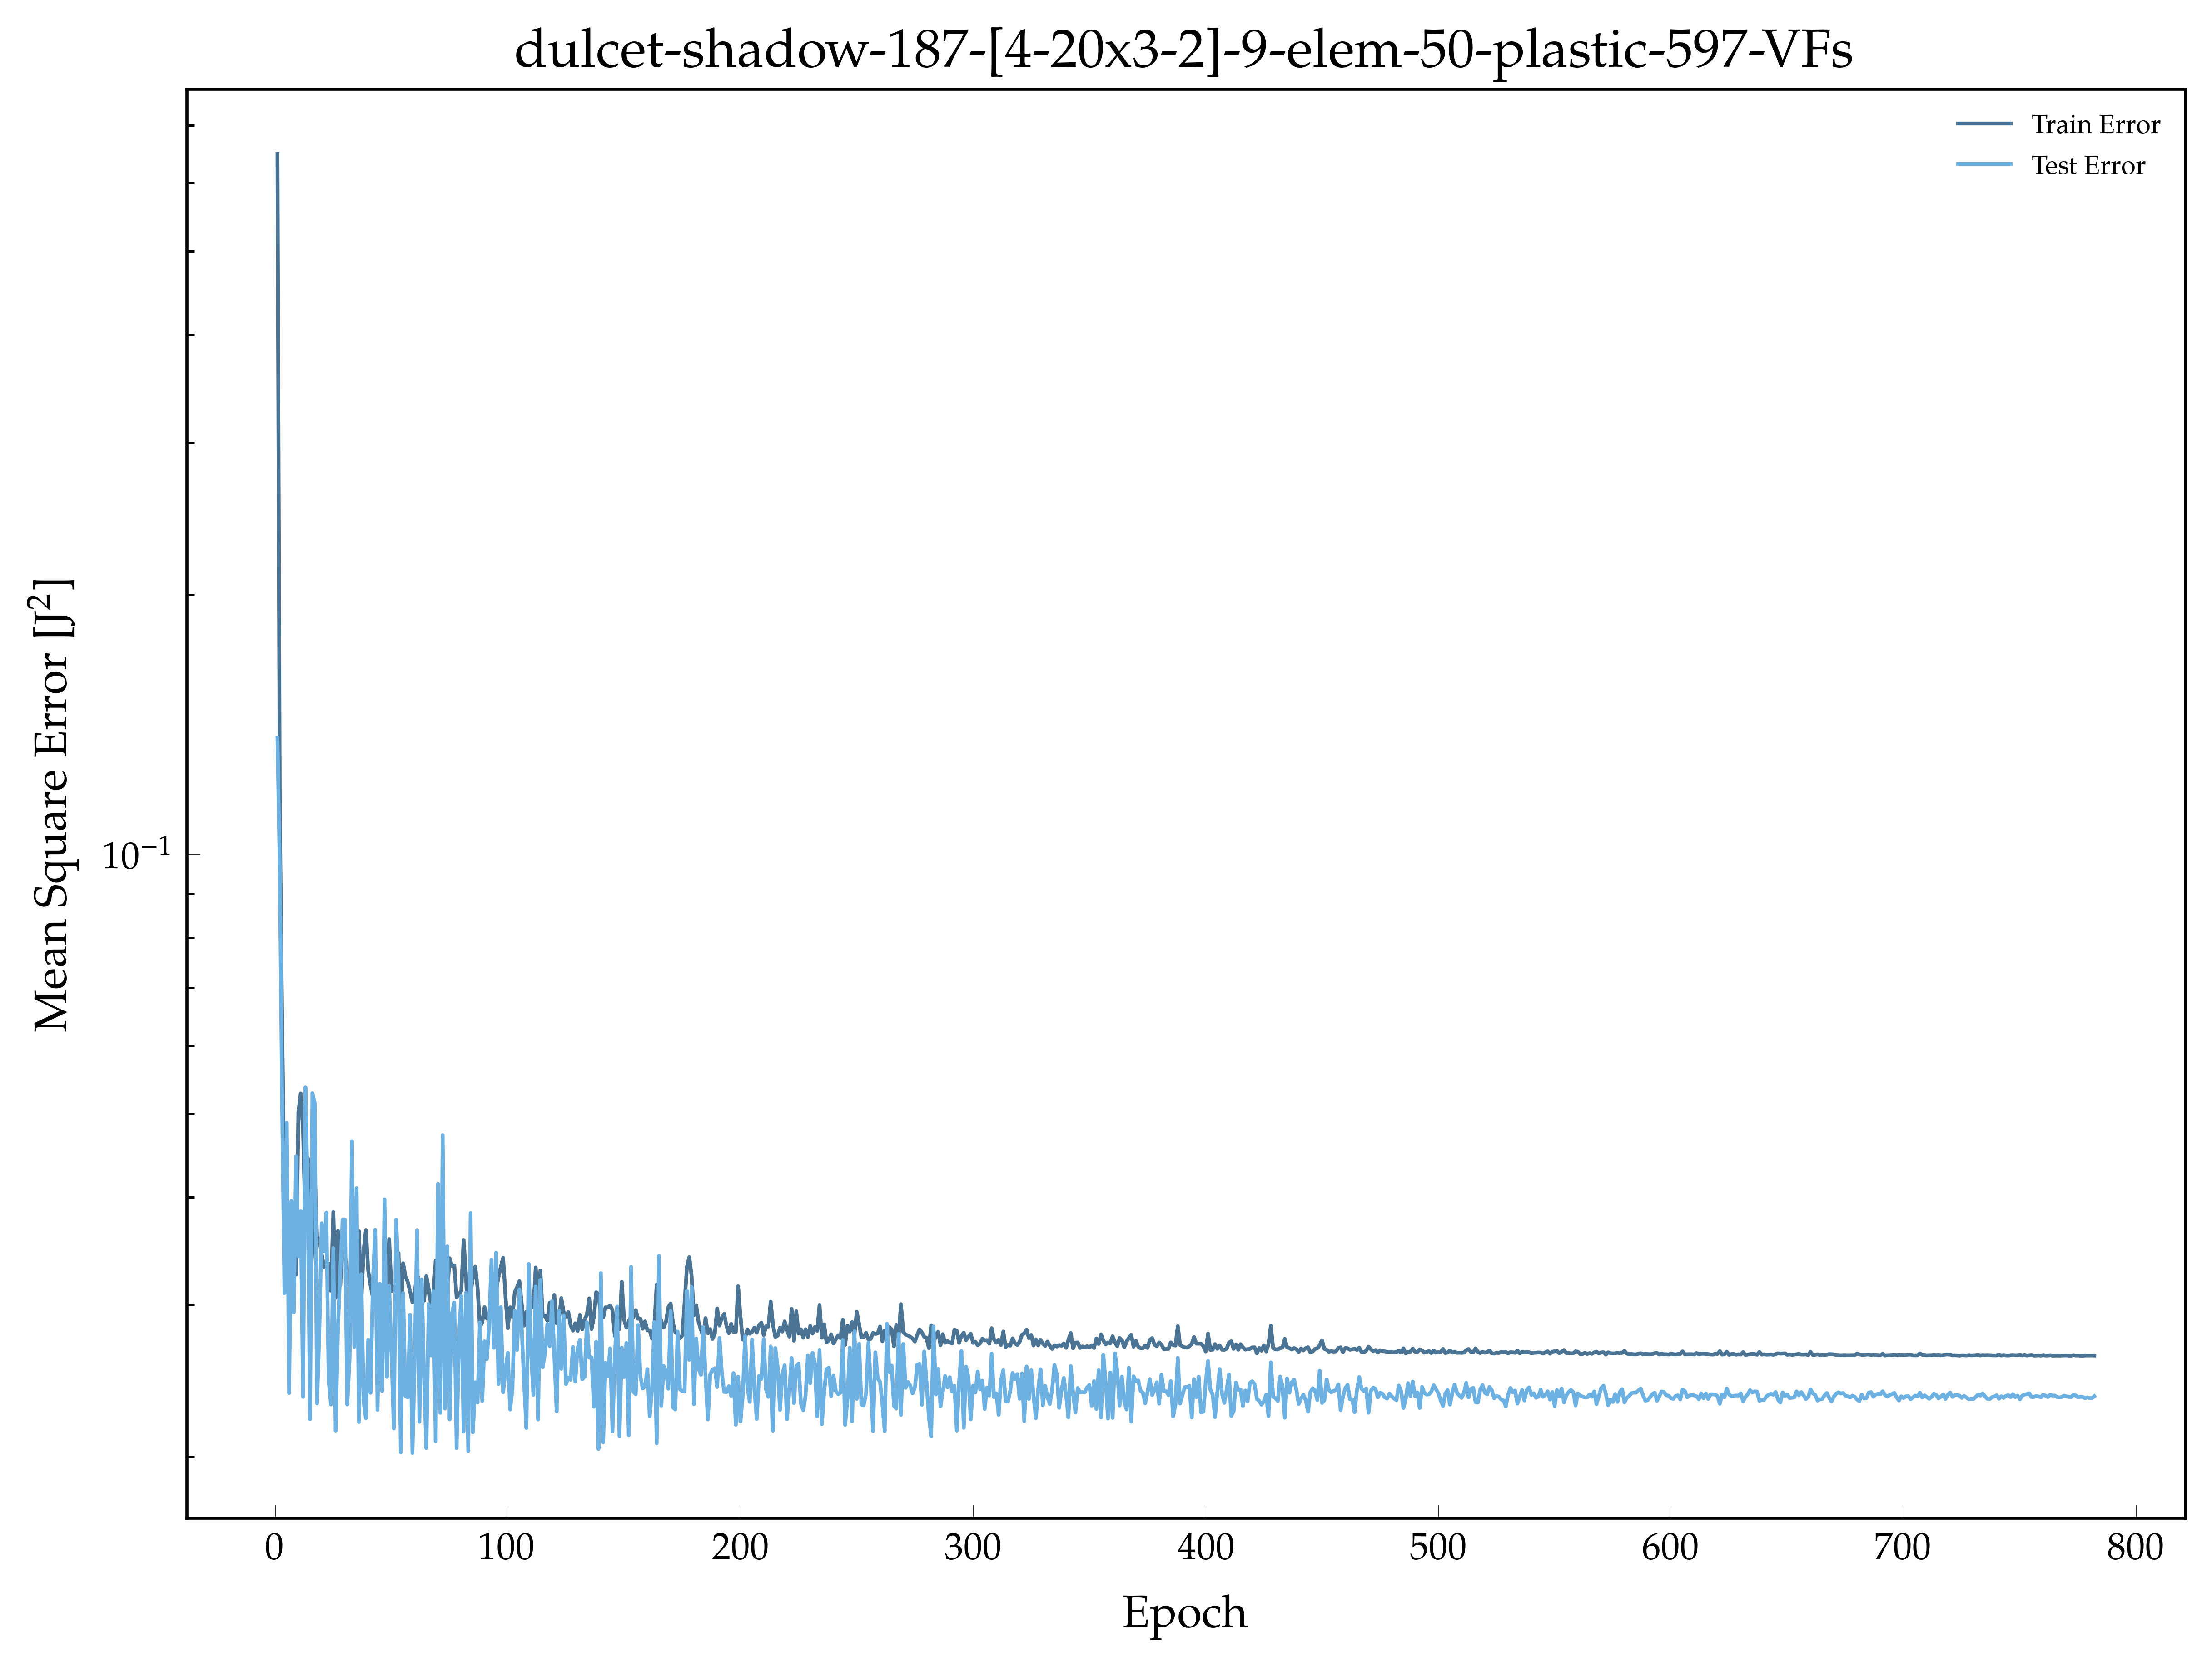 dulcet-shadow-187-[4-20x3-2]-9-elem-50-plastic-597-VFs
Train Error
Test Error
Mean Square Error [J²]
10⁻¹
0 100 200 300 400 500 600 700 800
Epoch